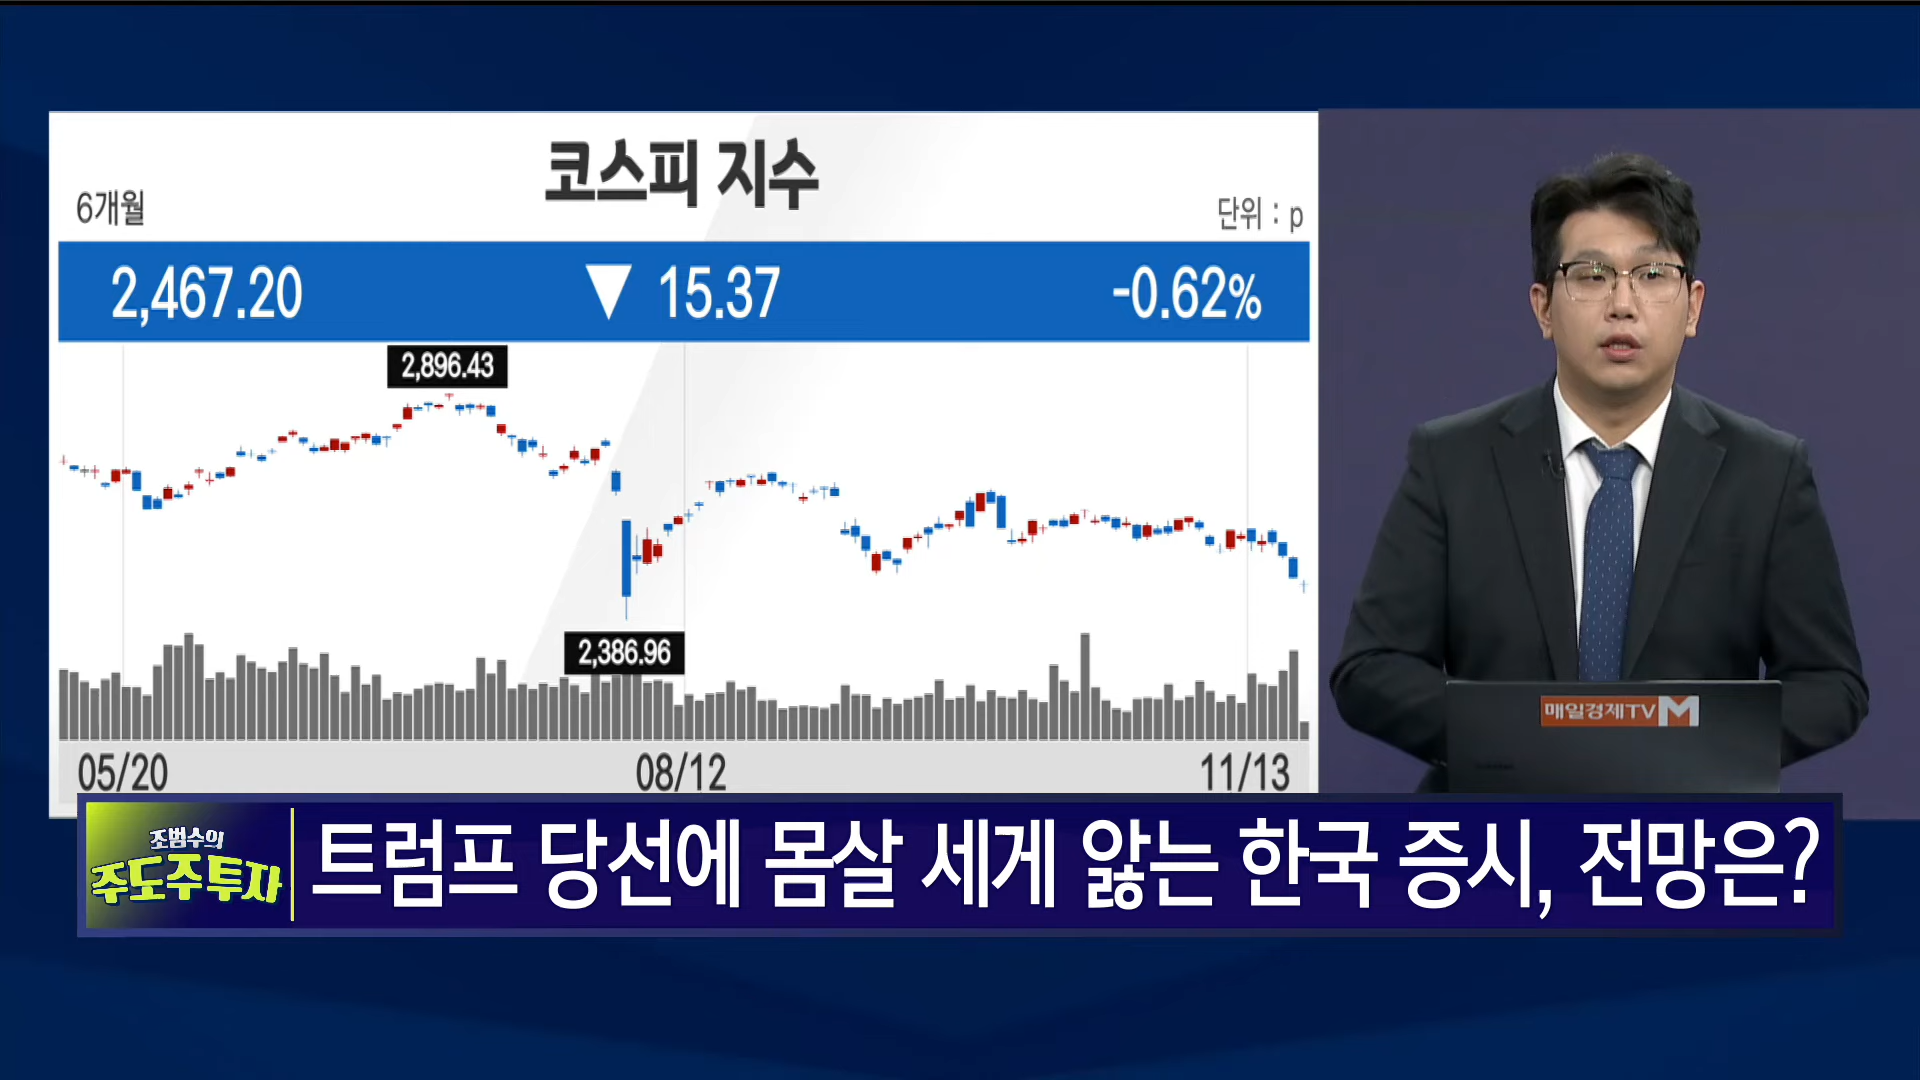 코스피 지수
6개월
단위 : p
2,467.20 ▼ 15.37 -0.62%
2,896.43
2,386.96
05/20 08/12 11/13
매일경제TV M
조범수의
주도주투자
트럼프 당선에 몸살 세게 앓는 한국 증시, 전망은?